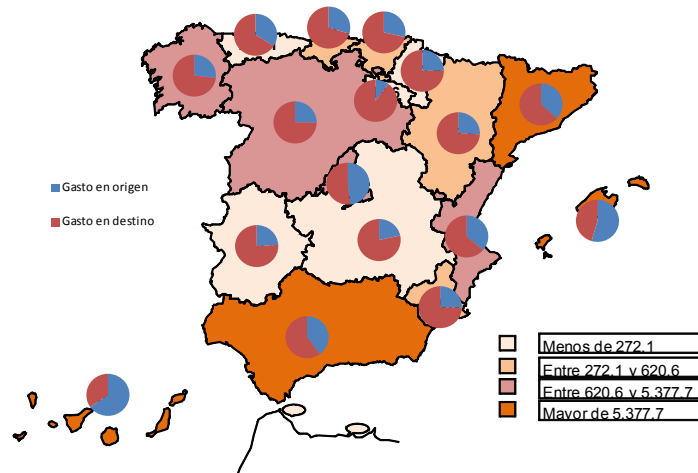 Gasto en origen
Gasto en destino
Menos de 272,1
Entre 272,1 y 620,6
Entre 620,6 y 5.377,7
Mayor de 5.377,7